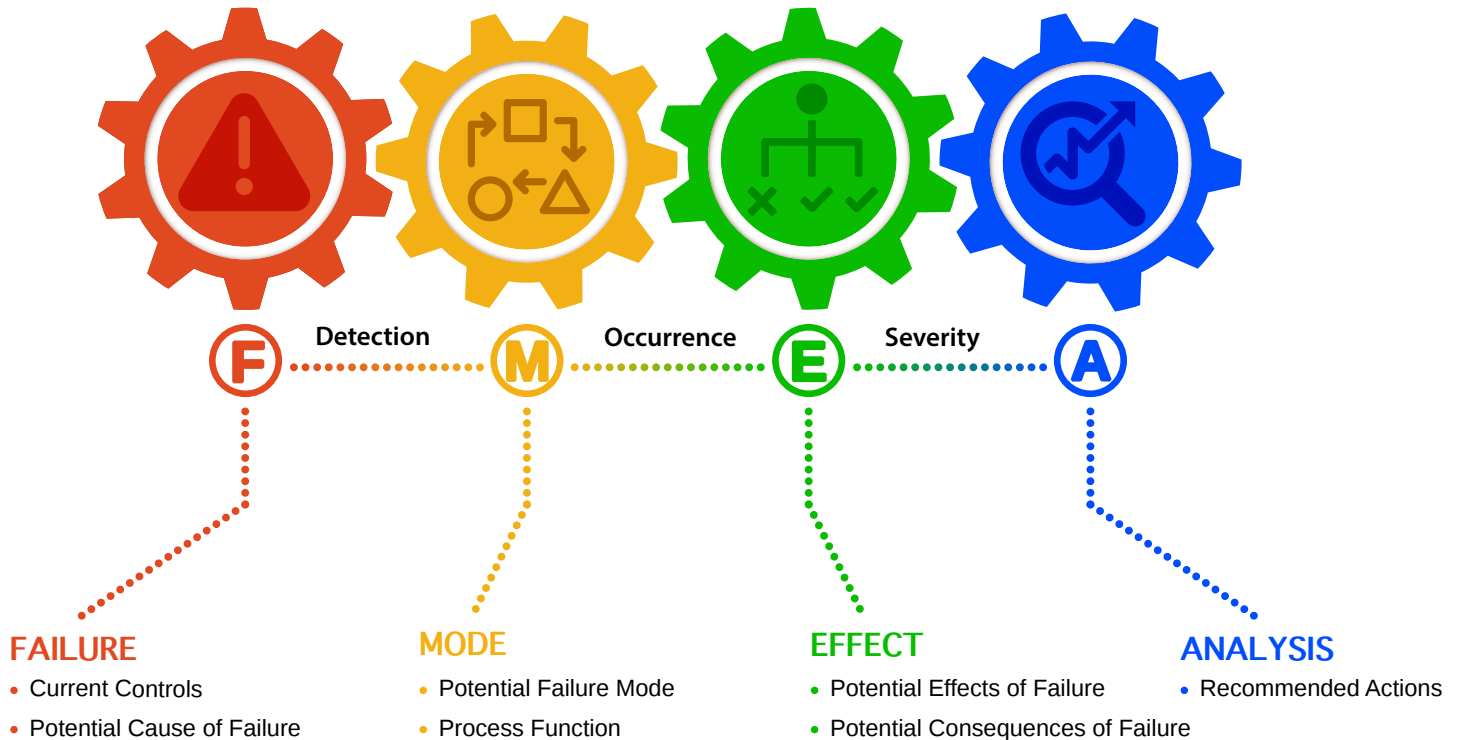 Detection
Occurrence
Severity
F
M
E
A
FAILURE
• Current Controls
• Potential Cause of Failure
MODE
• Potential Failure Mode
• Process Function
EFFECT
• Potential Effects of Failure
• Potential Consequences of Failure
ANALYSIS
• Recommended Actions